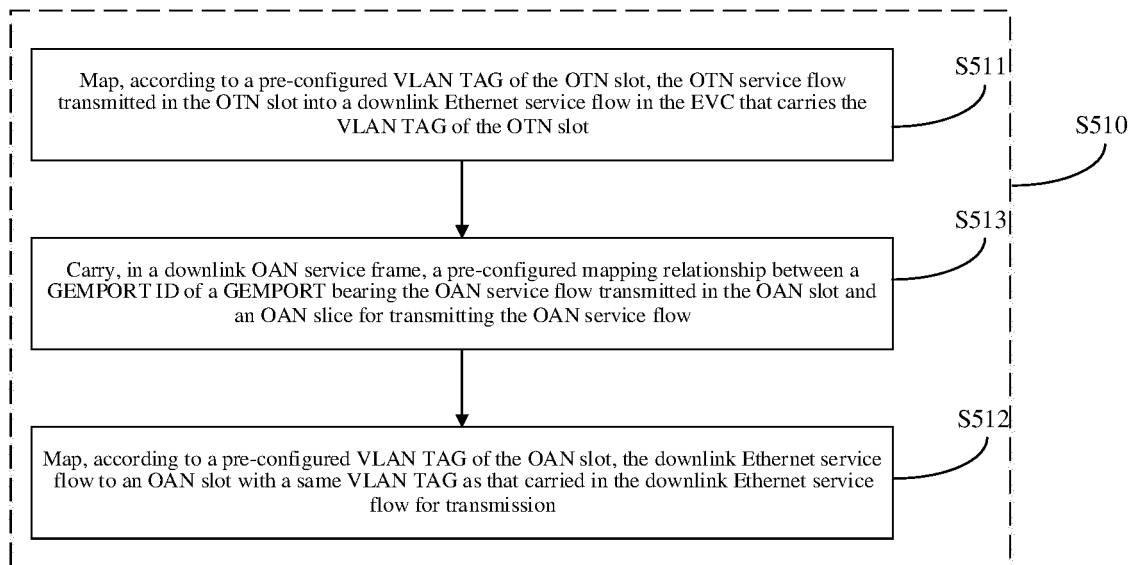 Map, according to a pre-configured VLAN TAG of the OTN slot, the OTN service flow
transmitted in the OTN slot into a downlink Ethernet service flow in the EVC that carries the
VLAN TAG of the OTN slot
S511
S510
Carry, in a downlink OAN service frame, a pre-configured mapping relationship between a
GEMPORT ID of a GEMPORT bearing the OAN service flow transmitted in the OAN slot and
an OAN slice for transmitting the OAN service flow
S513
Map, according to a pre-configured VLAN TAG of the OAN slot, the downlink Ethernet service
flow to an OAN slot with a same VLAN TAG as that carried in the downlink Ethernet service
flow for transmission
S512